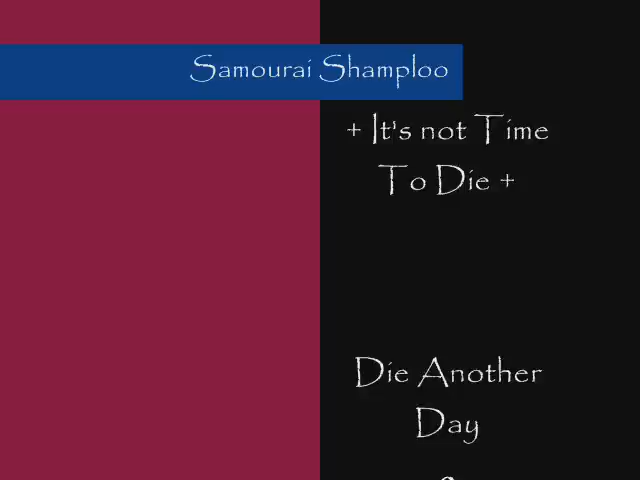 Samourai Shamploo
+ It's not Time
To Die +
Die Another
Day